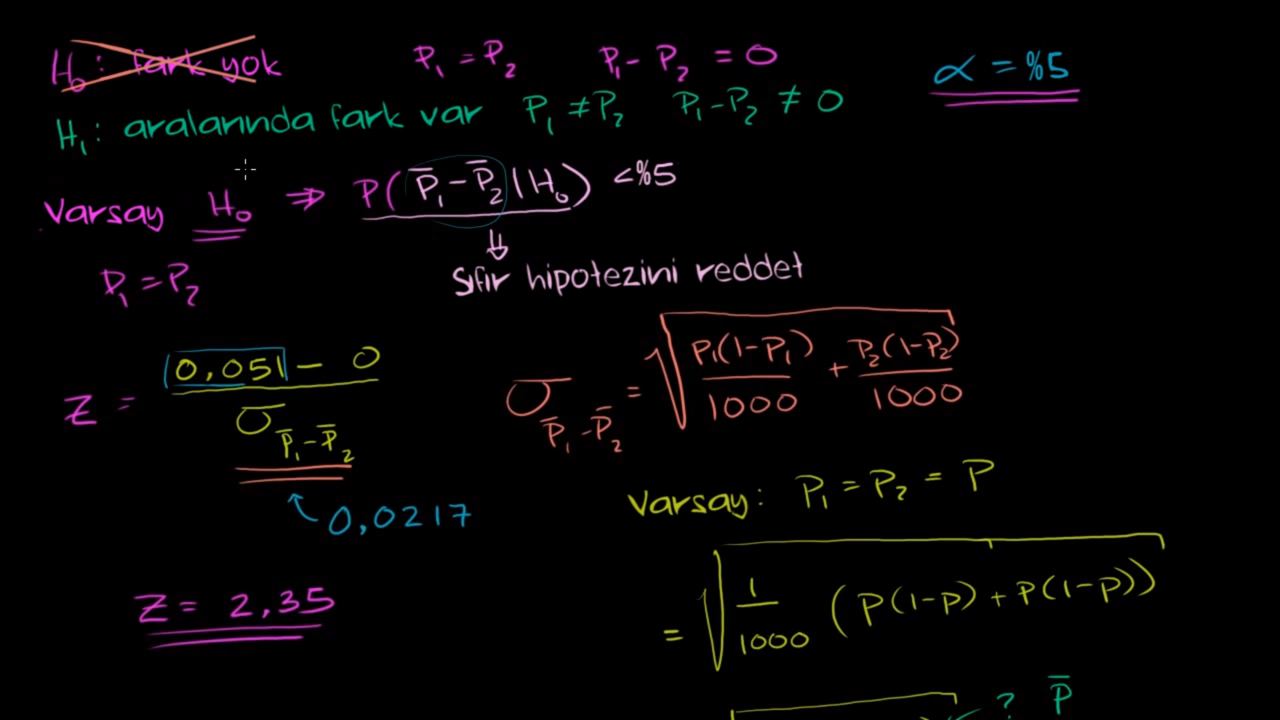 H₀: fark yok P₁ = P₂ P₁ - P₂ = 0 α = %5
H₁: aralarında fark var P₁ ≠ P₂ P₁ - P₂ ≠ 0
Varsay H₀ ⇒ P(P̅₁ - P̅₂ | H₀) < %5
P₁ = P₂
Sıfır hipotezini reddet
Z = (0,051 - 0) / σ_(P̅₁ - P̅₂)
0,0217
Z = 2,35
σ_(P̅₁ - P̅₂) = √(P₁(1-P₁)/1000 + P₂(1-P₂)/1000)
Varsay: P₁ = P₂ = P
= √(1/1000 (P(1-P) + P(1-P)))
? P̅